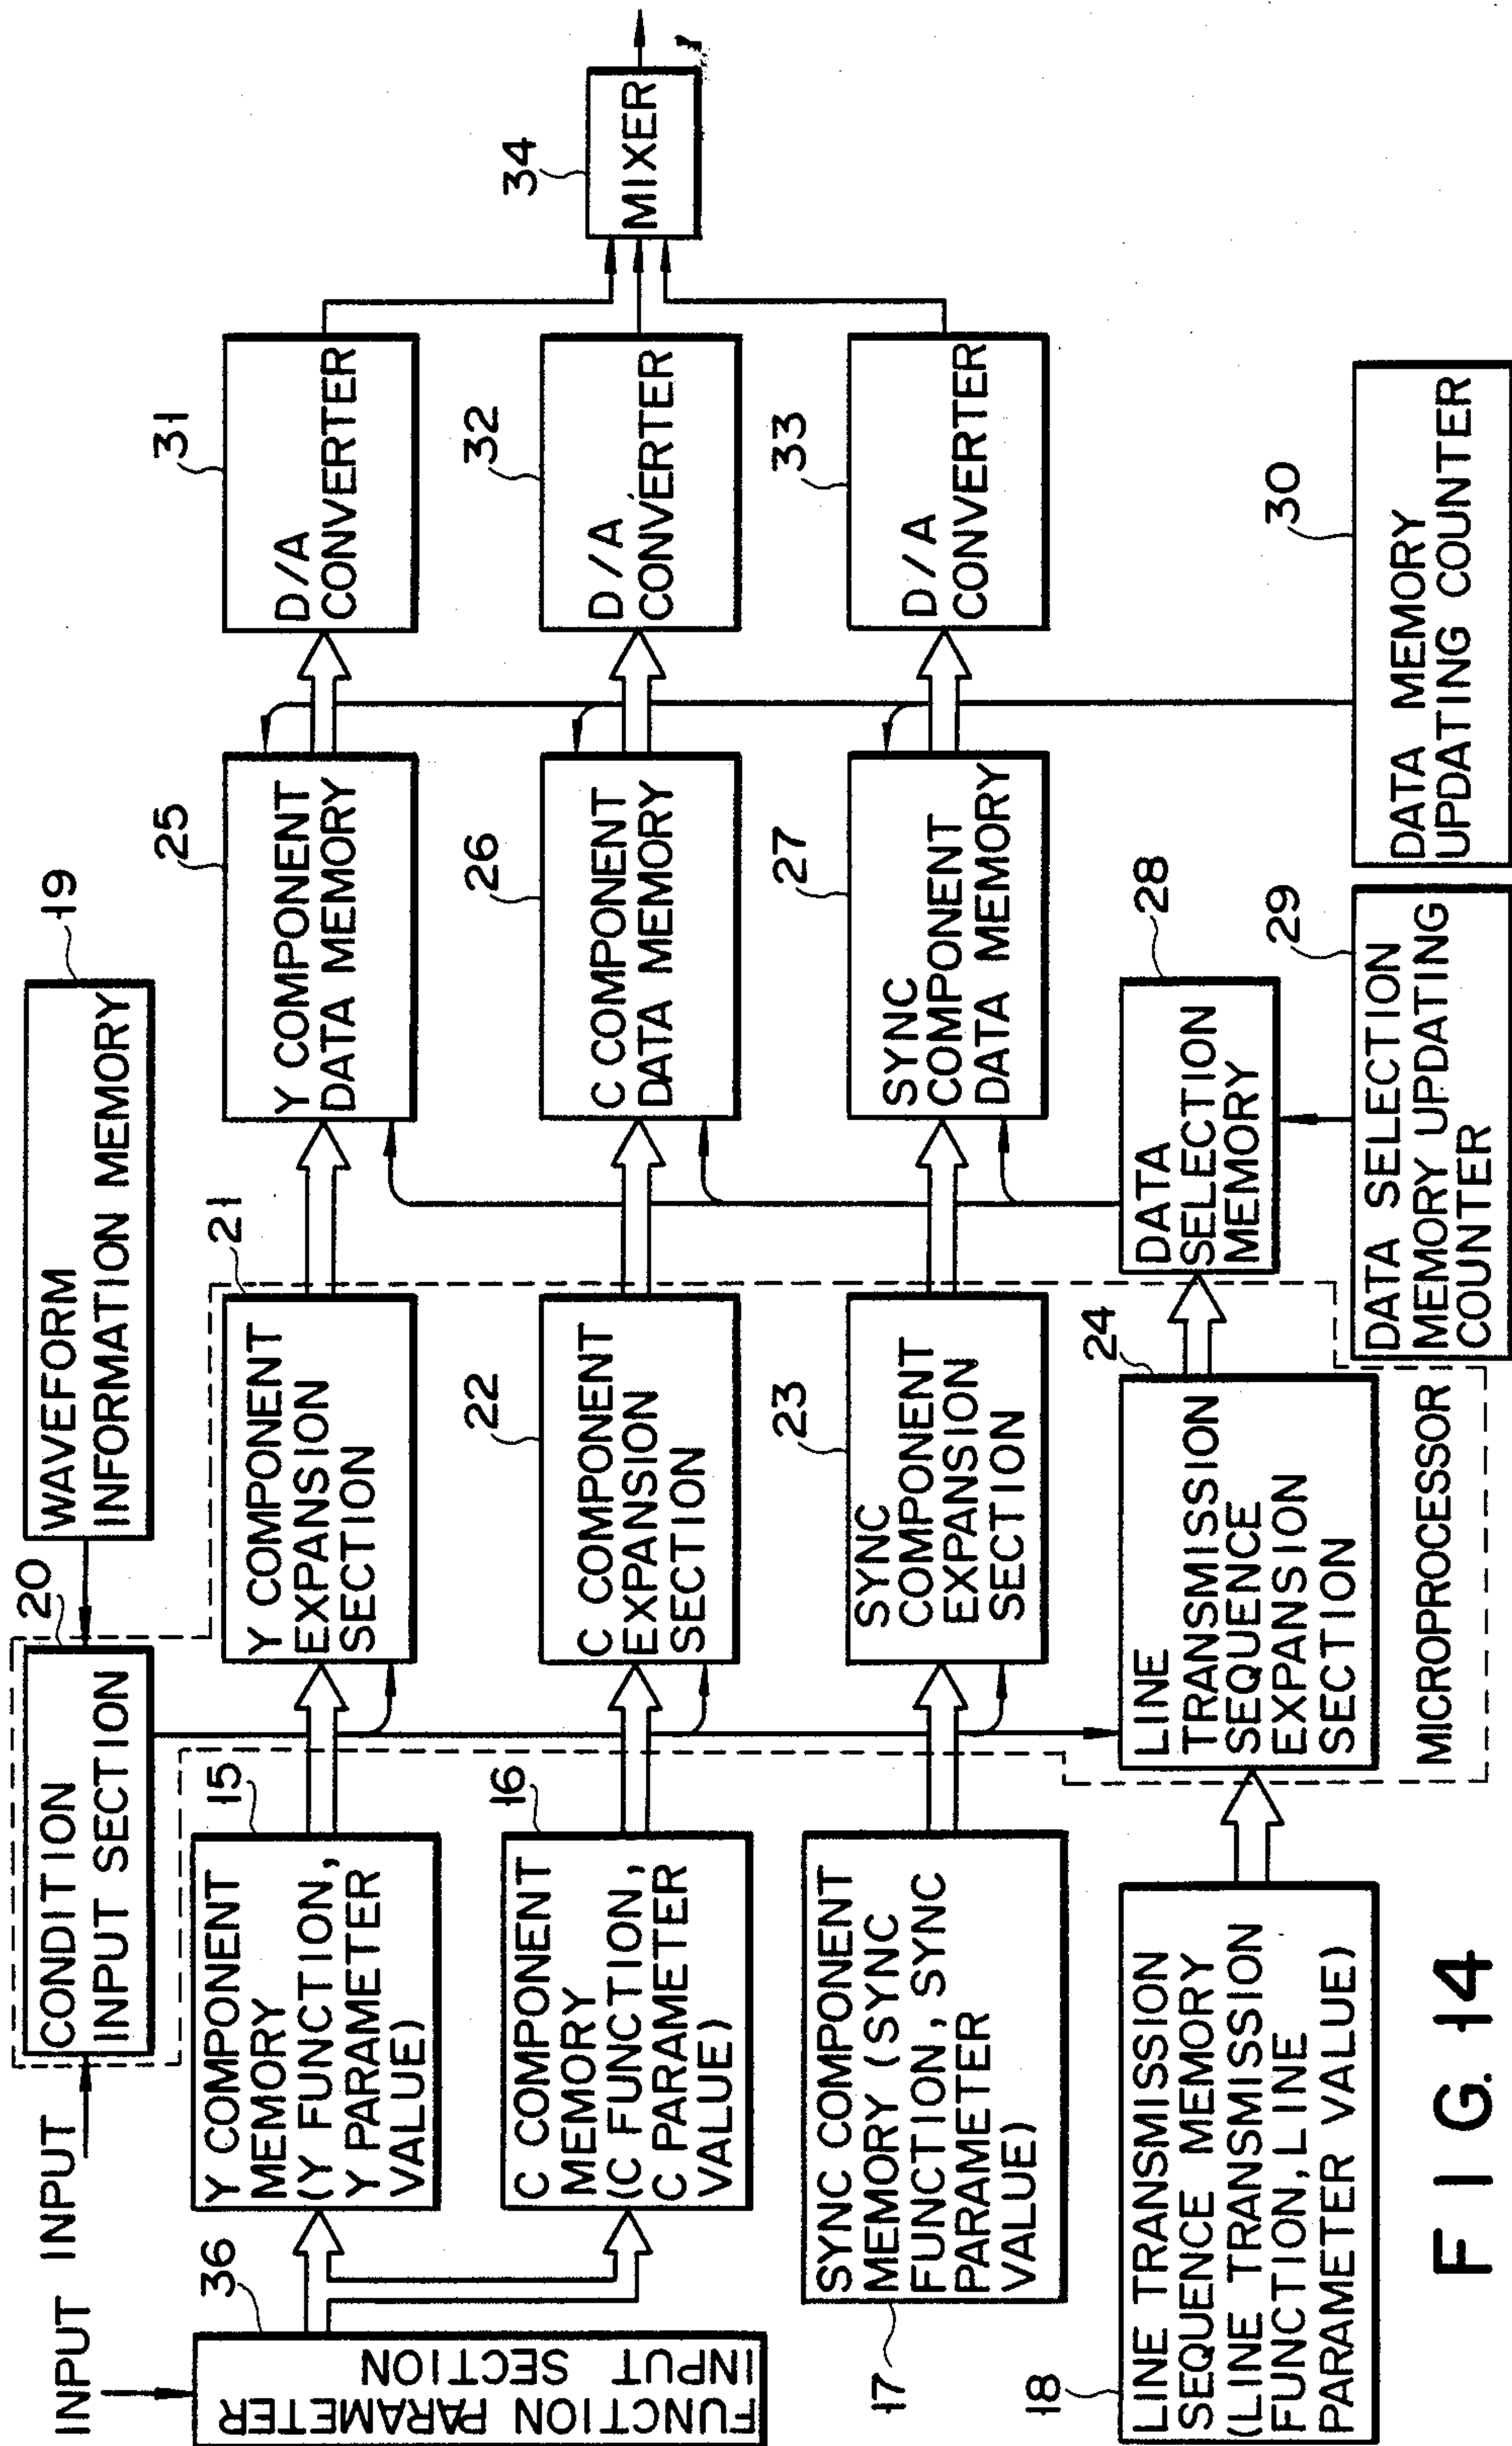 INPUT
INPUT
36
FUNCTION PARAMETER
INPUT SECTION
20
CONDITION
INPUT SECTION
19
WAVEFORM
INFORMATION MEMORY
15
Y COMPONENT
MEMORY
(Y FUNCTION,
Y PARAMETER
VALUE)
21
Y COMPONENT
EXPANSION
SECTION
25
Y COMPONENT
DATA MEMORY
31
D/A
CONVERTER
16
C COMPONENT
MEMORY
(C FUNCTION,
C PARAMETER
VALUE)
22
C COMPONENT
EXPANSION
SECTION
26
C COMPONENT
DATA MEMORY
32
D/A
CONVERTER
34
MIXER
17
SYNC COMPONENT
MEMORY (SYNC
FUNCTION, SYNC
PARAMETER
VALUE)
23
SYNC
COMPONENT
EXPANSION
SECTION
27
SYNC
COMPONENT
DATA MEMORY
33
D/A
CONVERTER
18
LINE TRANSMISSION
SEQUENCE MEMORY
(LINE TRANSMISSION
FUNCTION, LINE
PARAMETER VALUE)
24
LINE
TRANSMISSION
SEQUENCE
EXPANSION
SECTION
MICROPROCESSOR
28
DATA
SELECTION
MEMORY
29
DATA SELECTION
MEMORY UPDATING
COUNTER
30
DATA MEMORY
UPDATING COUNTER
FIG. 14